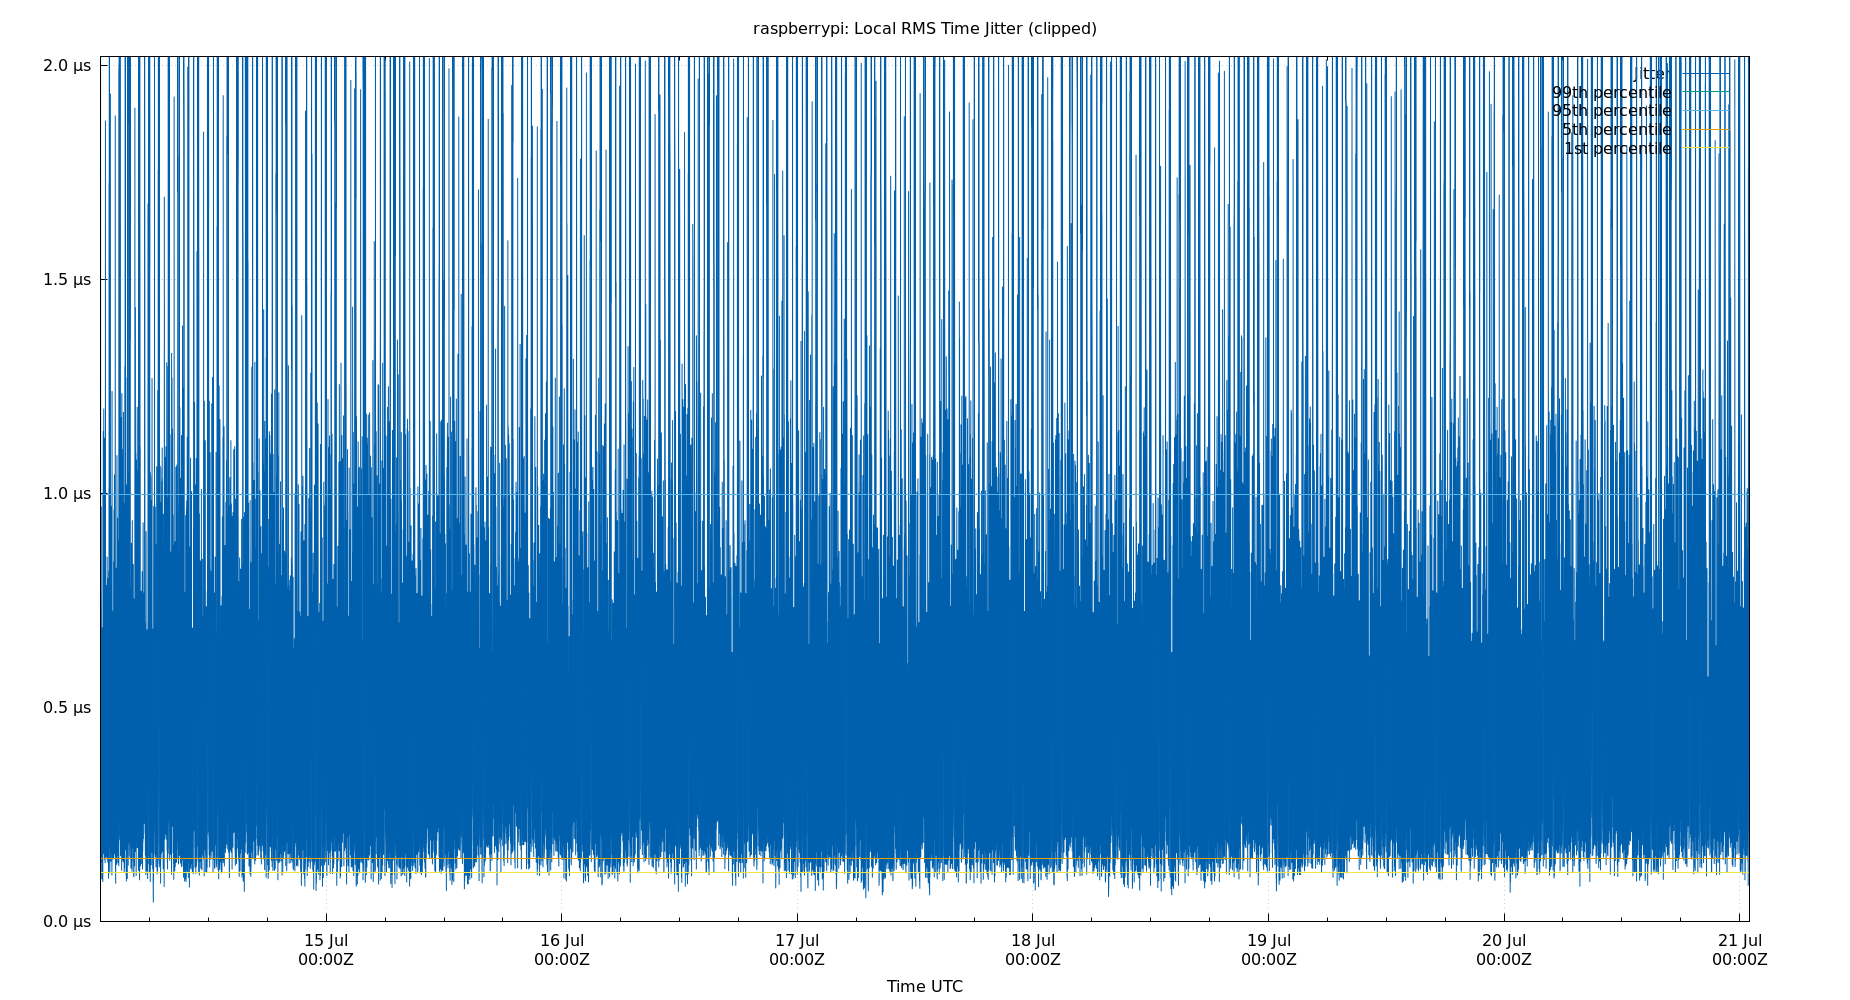 raspberrypi: Local RMS Time Jitter (clipped)
2.0 µs
jitter
99th percentile
95th percentile
5th percentile
1st percentile
1.5 µs
1.0 µs
0.5 µs
0.0 µs
15 Jul 16 Jul 17 Jul 18 Jul 19 Jul 20 Jul 21 Jul
00:00Z 00:00Z 00:00Z 00:00Z 00:00Z 00:00Z 00:00Z
Time UTC